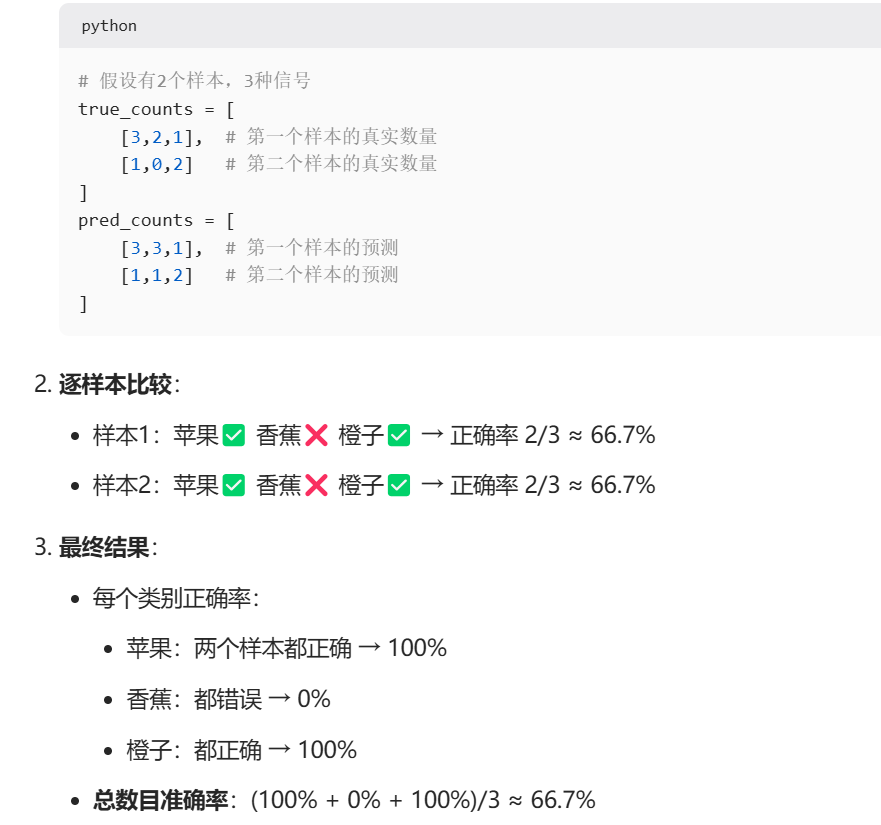 python
# 假设有2个样本，3种信号
true_counts = [
    [3,2,1],  # 第一个样本的真实数量
    [1,0,2]   # 第二个样本的真实数量
]
pred_counts = [
    [3,3,1],  # 第一个样本的预测
    [1,1,2]   # 第二个样本的预测
]
2. 逐样本比较：
• 样本1：苹果✅ 香蕉❌ 橙子✅ → 正确率 2/3 ≈ 66.7%
• 样本2：苹果✅ 香蕉❌ 橙子✅ → 正确率 2/3 ≈ 66.7%
3. 最终结果：
• 每个类别正确率：
• 苹果：两个样本都正确 → 100%
• 香蕉：都错误 → 0%
• 橙子：都正确 → 100%
• 总数目准确率：(100% + 0% + 100%)/3 ≈ 66.7%